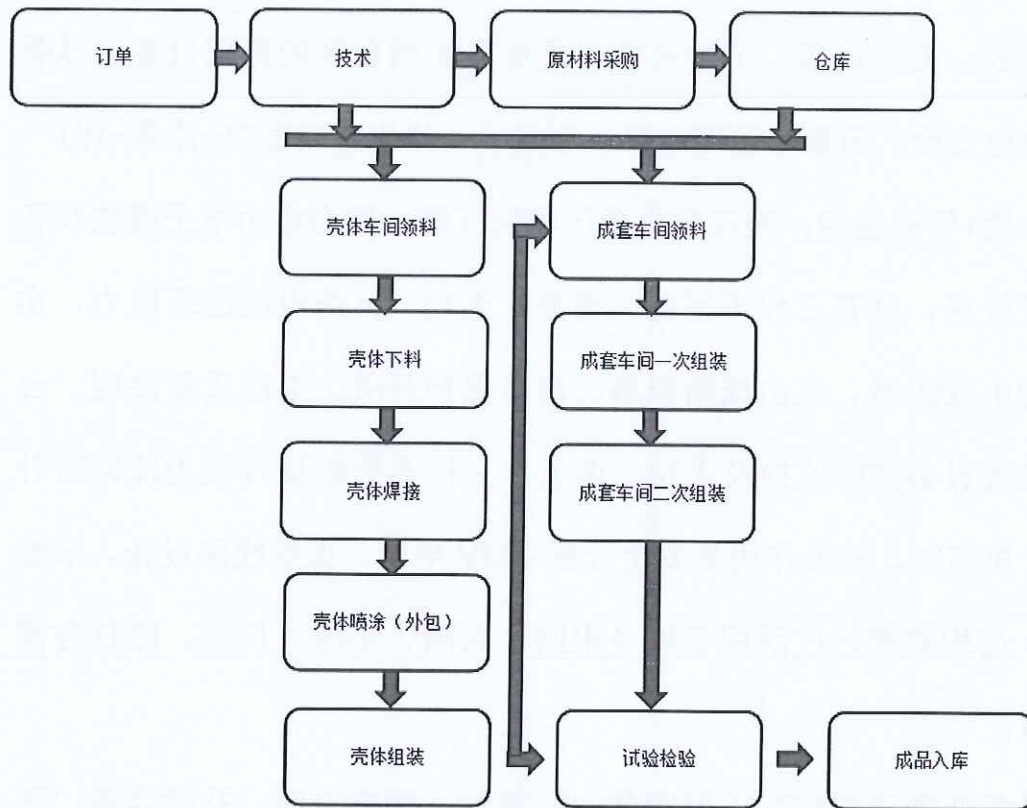 订单
技术
原材料采购
仓库
壳体车间领料
成套车间领料
壳体下料
成套车间一次组装
壳体焊接
成套车间二次组装
壳体喷涂（外包）
壳体组装
试验检验
成品入库